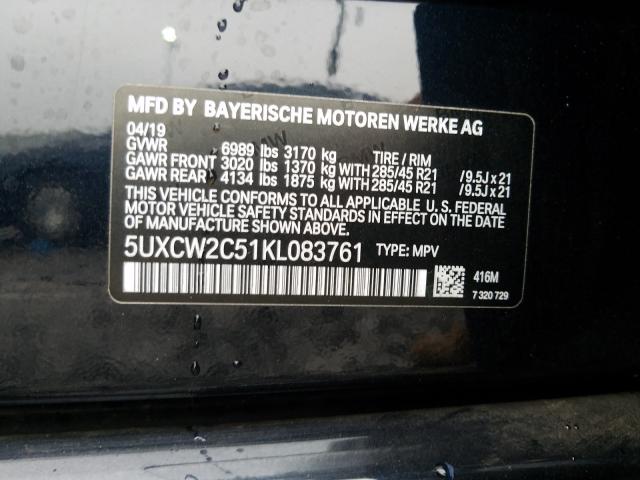 MFD BY BAYERISCHE MOTOREN WERKE AG
04/19
GVWR 6989 lbs 3170 kg TIRE / RIM
GAWR FRONT 3020 lbs 1370 kg WITH 285/45 R21 /9.5J x 21
GAWR REAR 4134 lbs 1875 kg WITH 285/45 R21 /9.5J x 21
THIS VEHICLE CONFORMS TO ALL APPLICABLE U. S. FEDERAL
MOTOR VEHICLE SAFETY STANDARDS IN EFFECT ON THE DATE
OF MANUFACTURE SHOWN ABOVE.
5UXCW2C51KL083761 TYPE: MPV
416M
7 320 729